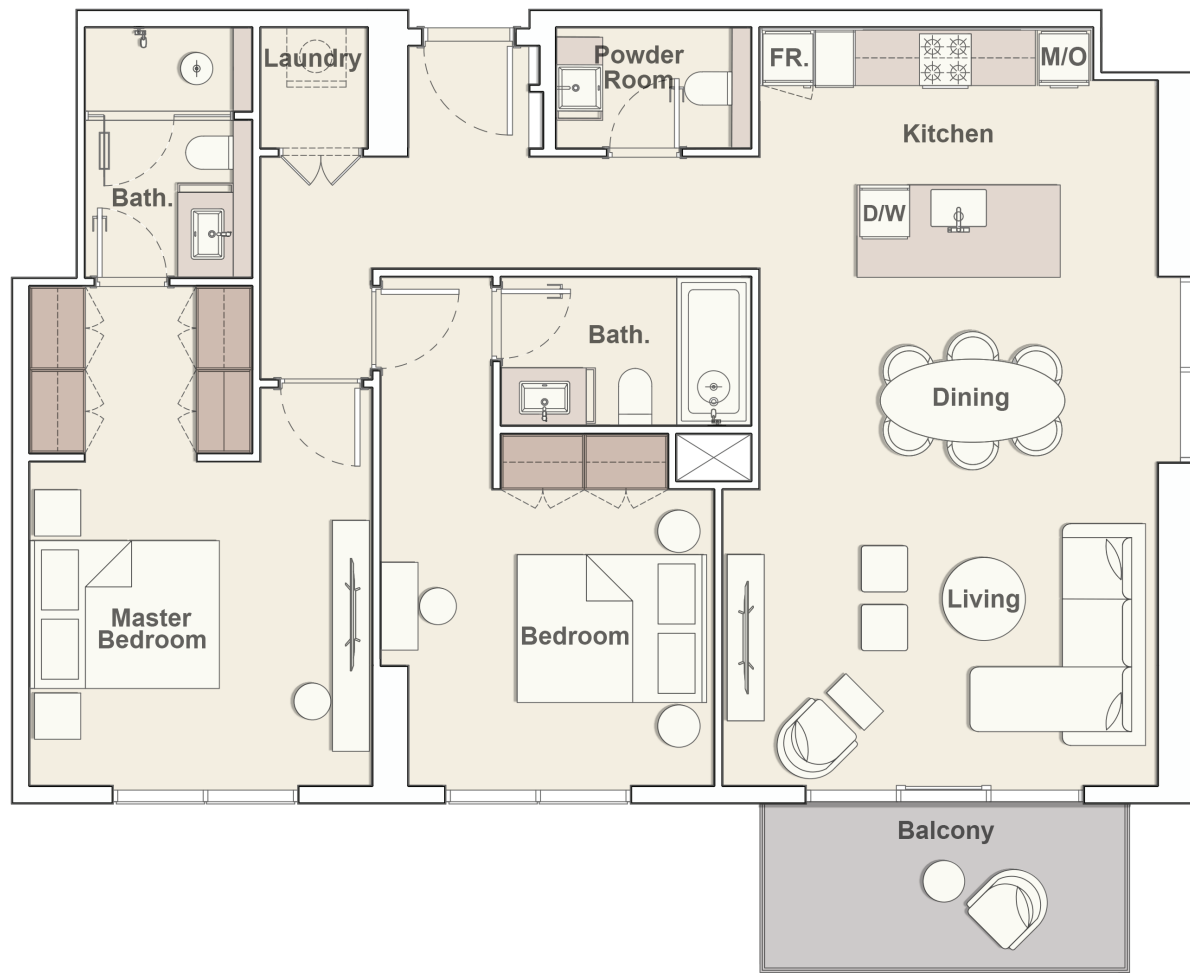 Laundry
Powder
Room
FR.
M/O
Kitchen
Bath.
D/W
Bath.
Dining
Living
Master
Bedroom
Bedroom
Balcony